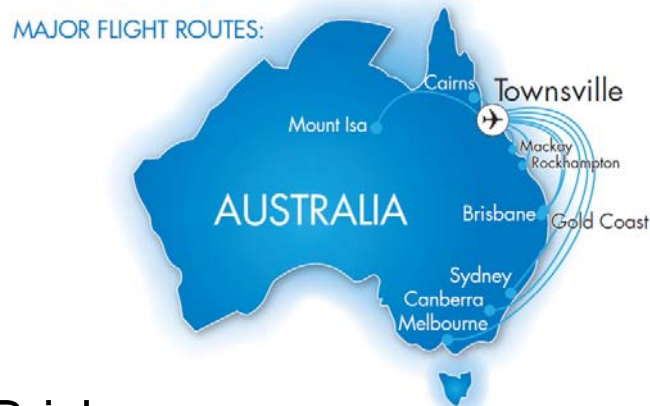 MAJOR FLIGHT ROUTES:
Cairns
Townsville
Mount Isa
Mackay
Rockhampton
AUSTRALIA
Brisbane
Gold Coast
Sydney
Canberra
Melbourne